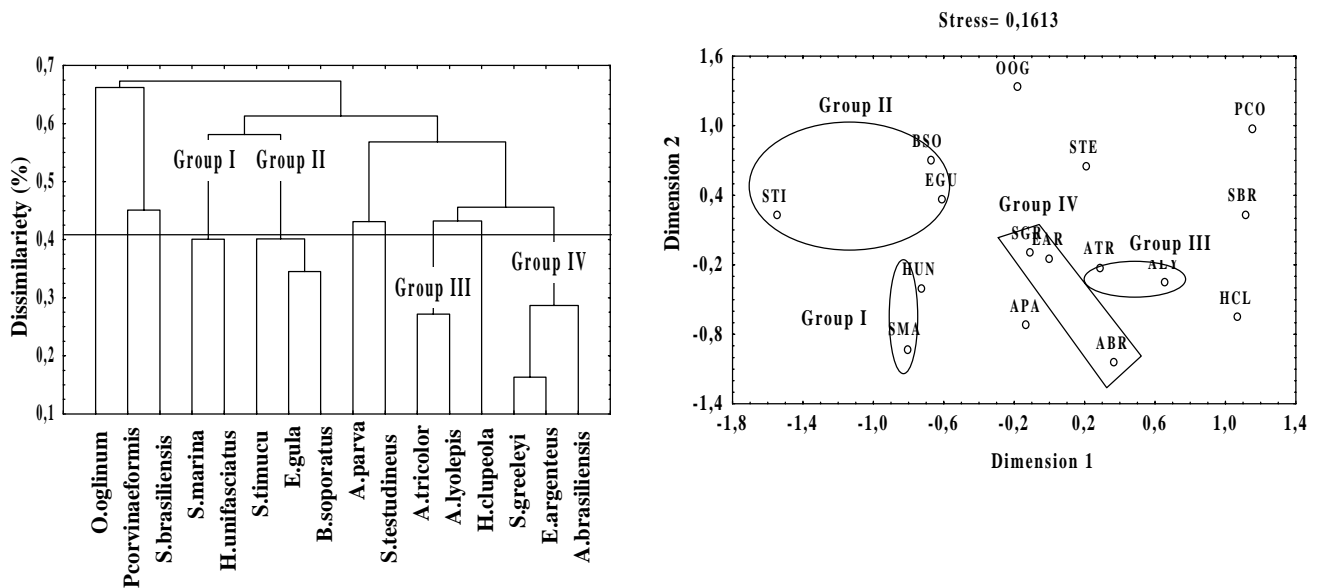 Dissimilariety (%)
0,7
0,6
0,5
0,4
0,3
0,2
0,1
Group I
Group II
Group III
Group IV
O.oglinum
Pcorvinaeformis
S.brasiliensis
S.marina
H.unifasciatus
S.timucu
E.gula
B.soporatus
A.parva
S.testudineus
A.tricolor
A.lyolepis
H.clupeola
S.greeleyi
E.argenteus
A.brasiliensis
Stress= 0,1613
Dimension 2
1,6
1,0
0,4
-0,2
-0,8
-1,4
OOG
PCO
Group II
BSO
STE
EGU
STI
SBR
Group IV
SGR
EAR
ATR
Group III
ALY
HUN
HCL
APA
Group I
SMA
ABR
-1,8
-1,4
-1,0
-0,6
-0,2
0,2
0,6
1,0
1,4
Dimension 1